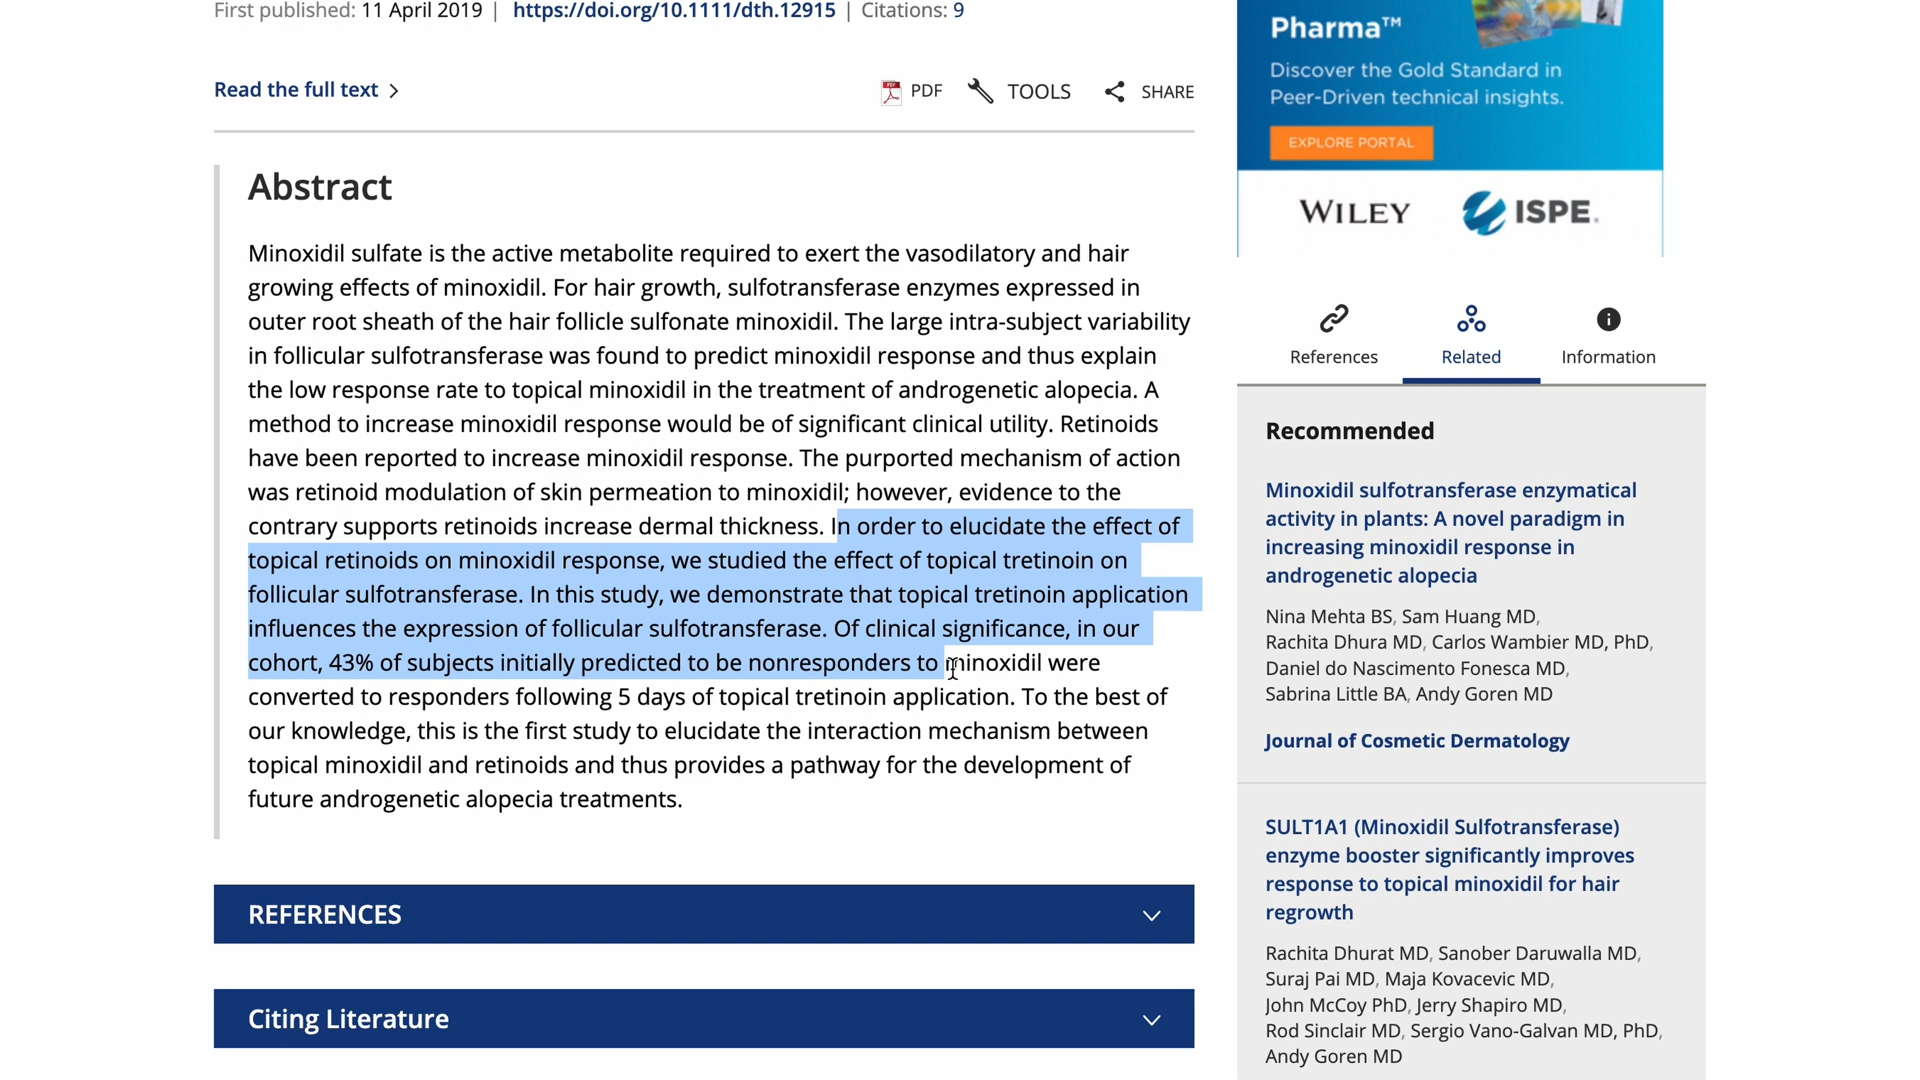 First published: 11 April 2019 | https://doi.org/10.1111/dth.12915 | Citations: 9
Read the full text
PDF TOOLS SHARE
Abstract
Minoxidil sulfate is the active metabolite required to exert the vasodilatory and hair
growing effects of minoxidil. For hair growth, sulfotransferase enzymes expressed in
outer root sheath of the hair follicle sulfonate minoxidil. The large intra-subject variability
in follicular sulfotransferase was found to predict minoxidil response and thus explain
the low response rate to topical minoxidil in the treatment of androgenetic alopecia. A
method to increase minoxidil response would be of significant clinical utility. Retinoids
have been reported to increase minoxidil response. The purported mechanism of action
was retinoid modulation of skin permeation to minoxidil; however, evidence to the
contrary supports retinoids increase dermal thickness. In order to elucidate the effect of
topical retinoids on minoxidil response, we studied the effect of topical tretinoin on
follicular sulfotransferase. In this study, we demonstrate that topical tretinoin application
influences the expression of follicular sulfotransferase. Of clinical significance, in our
cohort, 43% of subjects initially predicted to be nonresponders to minoxidil were
converted to responders following 5 days of topical tretinoin application. To the best of
our knowledge, this is the first study to elucidate the interaction mechanism between
topical minoxidil and retinoids and thus provides a pathway for the development of
future androgenetic alopecia treatments.
REFERENCES
Citing Literature
Pharma™
Discover the Gold Standard in
Peer-Driven technical insights.
EXPLORE PORTAL
WILEY ISPE®
References Related Information
Recommended
Minoxidil sulfotransferase enzymatical
activity in plants: A novel paradigm in
increasing minoxidil response in
androgenetic alopecia
Nina Mehta BS, Sam Huang MD,
Rachita Dhura MD, Carlos Wambier MD, PhD,
Daniel do Nascimento Fonesca MD,
Sabrina Little BA, Andy Goren MD
Journal of Cosmetic Dermatology
SULT1A1 (Minoxidil Sulfotransferase)
enzyme booster significantly improves
response to topical minoxidil for hair
regrowth
Rachita Dhurat MD, Sanober Daruwalla MD,
Suraj Pai MD, Maja Kovacevic MD,
John McCoy PhD, Jerry Shapiro MD,
Rod Sinclair MD, Sergio Vano-Galvan MD, PhD,
Andy Goren MD